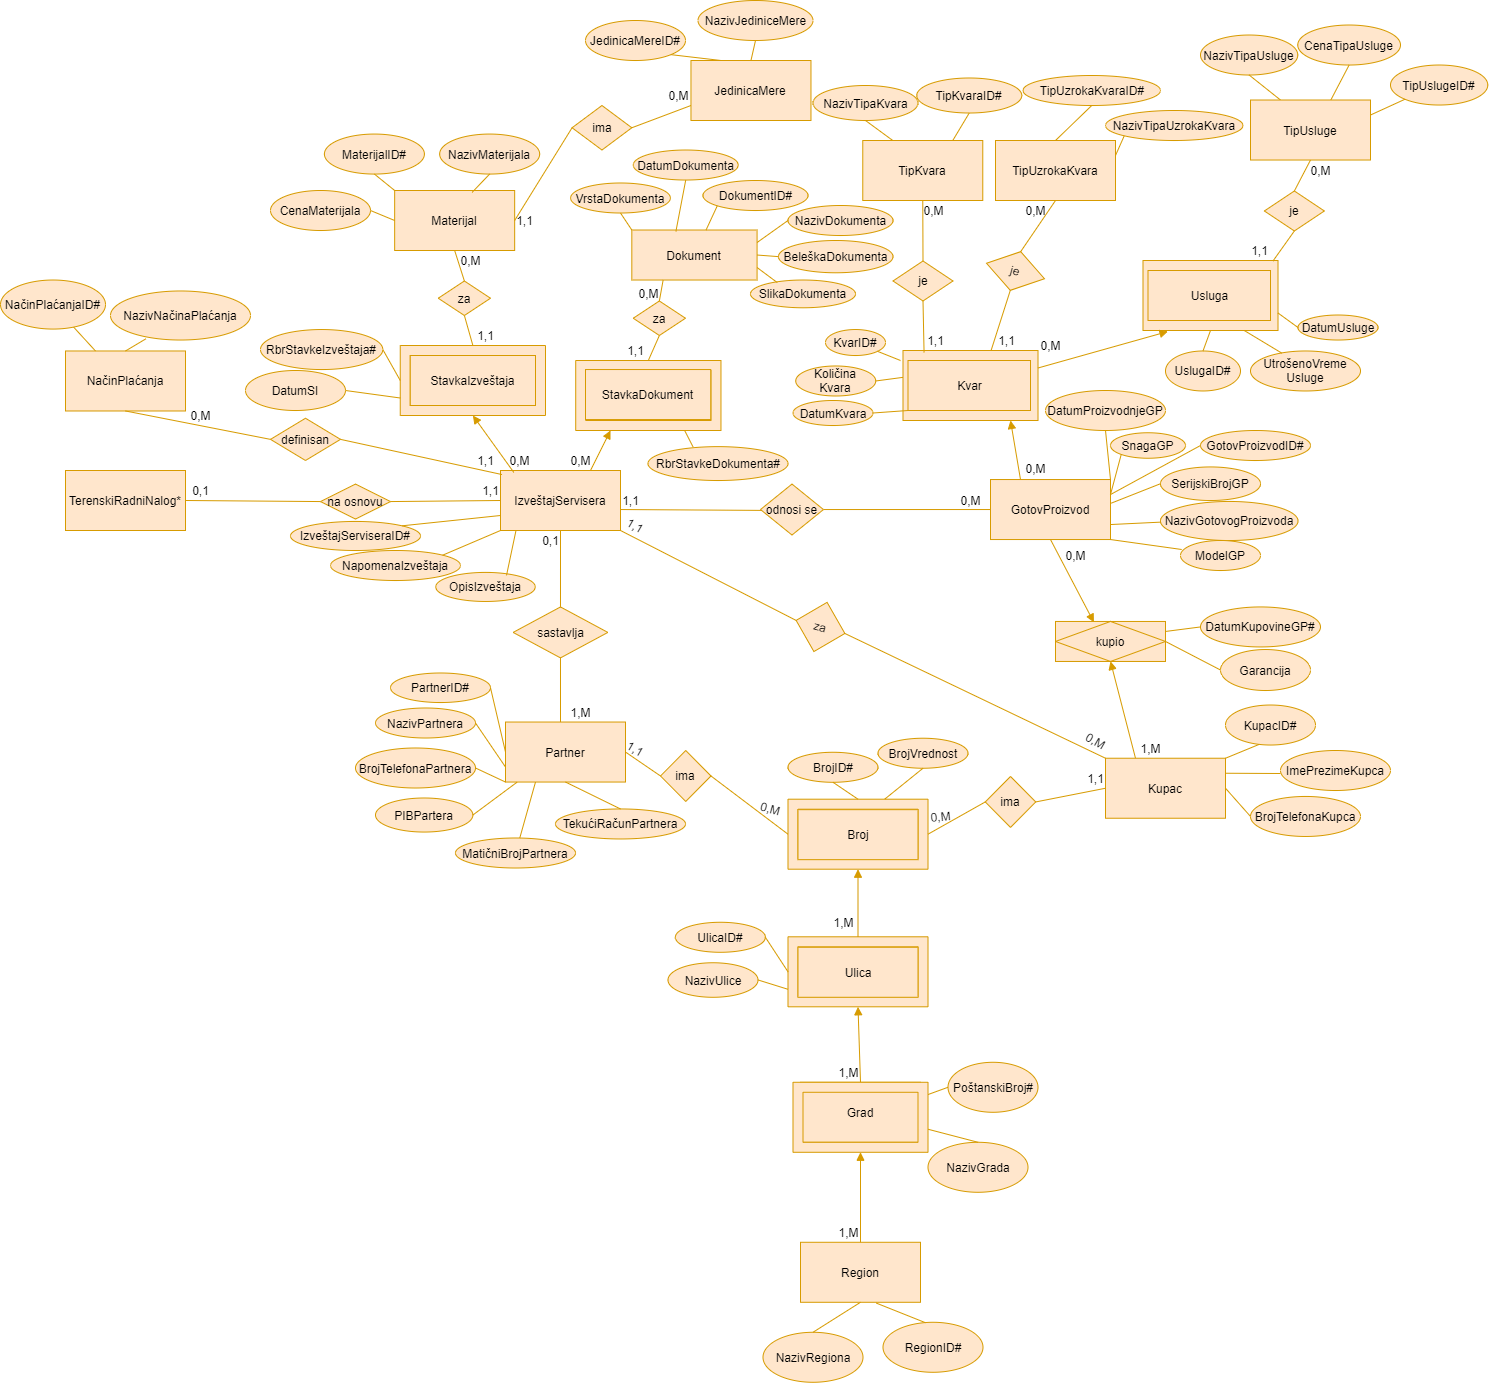 NazivJediniceMere
JedinicaMereID#
JedinicaMere
0,M
ima
1,1
MaterijalID#
NazivMaterijala
CenaMaterijala
Materijal
0,M
za
1,1
NazivTipaKvara
TipKvaraID#
TipKvara
0,M
je
1,1
TipUzrokaKvaraID#
NazivTipaUzrokaKvara
TipUzrokaKvara
0,M
je
1,1
NazivTipaUsluge
CenaTipaUsluge
TipUslugeID#
TipUsluge
0,M
je
1,1
DatumDokumenta
VrstaDokumenta
DokumentID#
NazivDokumenta
BeleškaDokumenta
SlikaDokumenta
Dokument
0,M
za
1,1
Usluga
DatumUsluge
UslugaID#
UtrošenoVreme
Usluge
0,M
NačinPlaćanjaID#
NazivNačinaPlaćanja
NačinPlaćanja
0,M
definisan
1,1
RbrStavkeIzveštaja#
DatumSI
StavkaIzveštaja
0,M
StavkaDokument
RbrStavkeDokumenta#
0,M
KvarID#
Količina
Kvara
DatumKvara
Kvar
0,M
DatumProizvodnjeGP
SnagaGP
GotovProizvodID#
SerijskiBrojGP
NazivGotovogProizvoda
ModelGP
GotovProizvod
0,M
TerenskiRadniNalog*
0,1
na osnovu
1,1
IzveštajServisera
1,1
odnosi se
0,M
IzveštajServiseraID#
NapomenaIzveštaja
OpisIzveštaja
0,1
sastavlja
1,M
1,1
za
0,M
kupio
DatumKupovineGP#
Garancija
1,M
PartnerID#
NazivPartnera
BrojTelefonaPartnera
PIBPartera
MatičniBrojPartnera
TekućiRačunPartnera
Partner
1,1
ima
0,M
KupacID#
ImePrezimeKupca
BrojTelefonaKupca
Kupac
1,1
ima
0,M
BrojID#
BrojVrednost
Broj
1,M
UlicaID#
NazivUlice
Ulica
1,M
PoštanskiBroj#
NazivGrada
Grad
1,M
Region
NazivRegiona
RegionID#